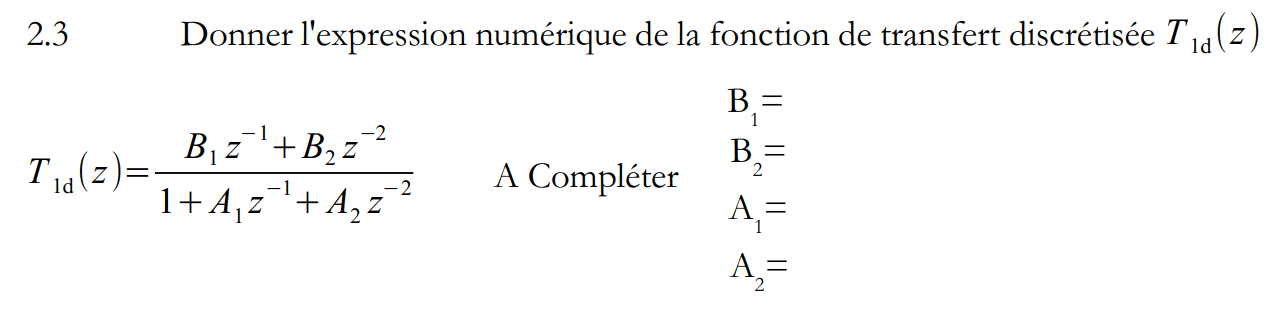 2.3 Donner l'expression numérique de la fonction de transfert discrétisée T_{1d}(z)
T_{1d}(z)=\frac{B_1 z^{-1}+B_2 z^{-2}}{1+A_1 z^{-1}+A_2 z^{-2}}
A Compléter
B_1=
B_2=
A_1=
A_2=